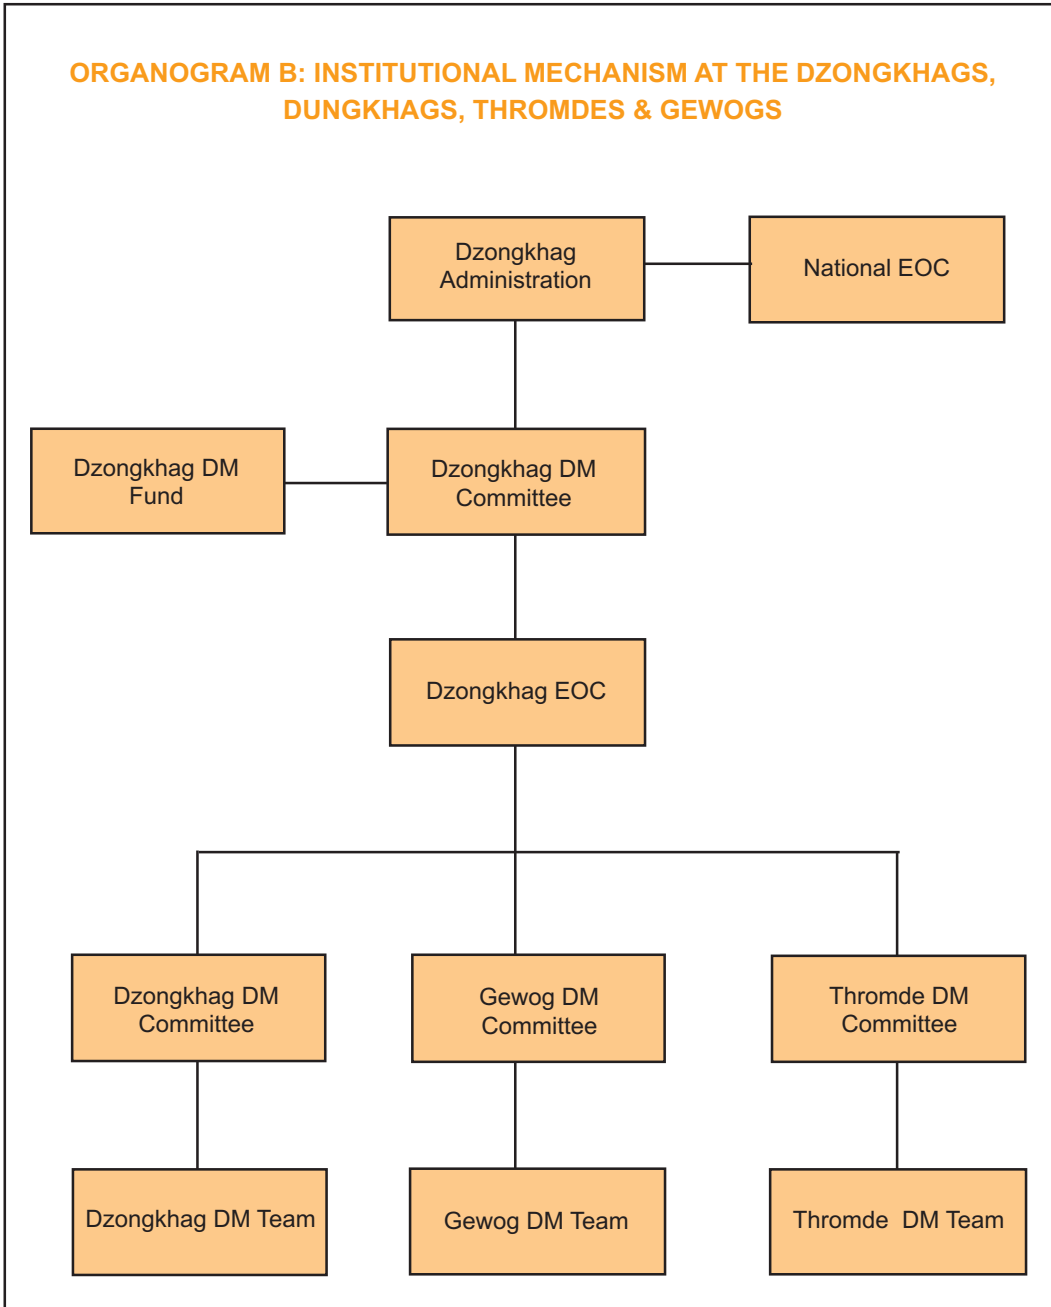 ORGANOGRAM B: INSTITUTIONAL MECHANISM AT THE DZONGKHAGS,
DUNGKHAGS, THROMDES & GEWOGS
Dzongkhag
Administration
National EOC
Dzongkhag DM
Fund
Dzongkhag DM
Committee
Dzongkhag EOC
Dzongkhag DM
Committee
Gewog DM
Committee
Thromde DM
Committee
Dzongkhag DM Team
Gewog DM Team
Thromde  DM Team